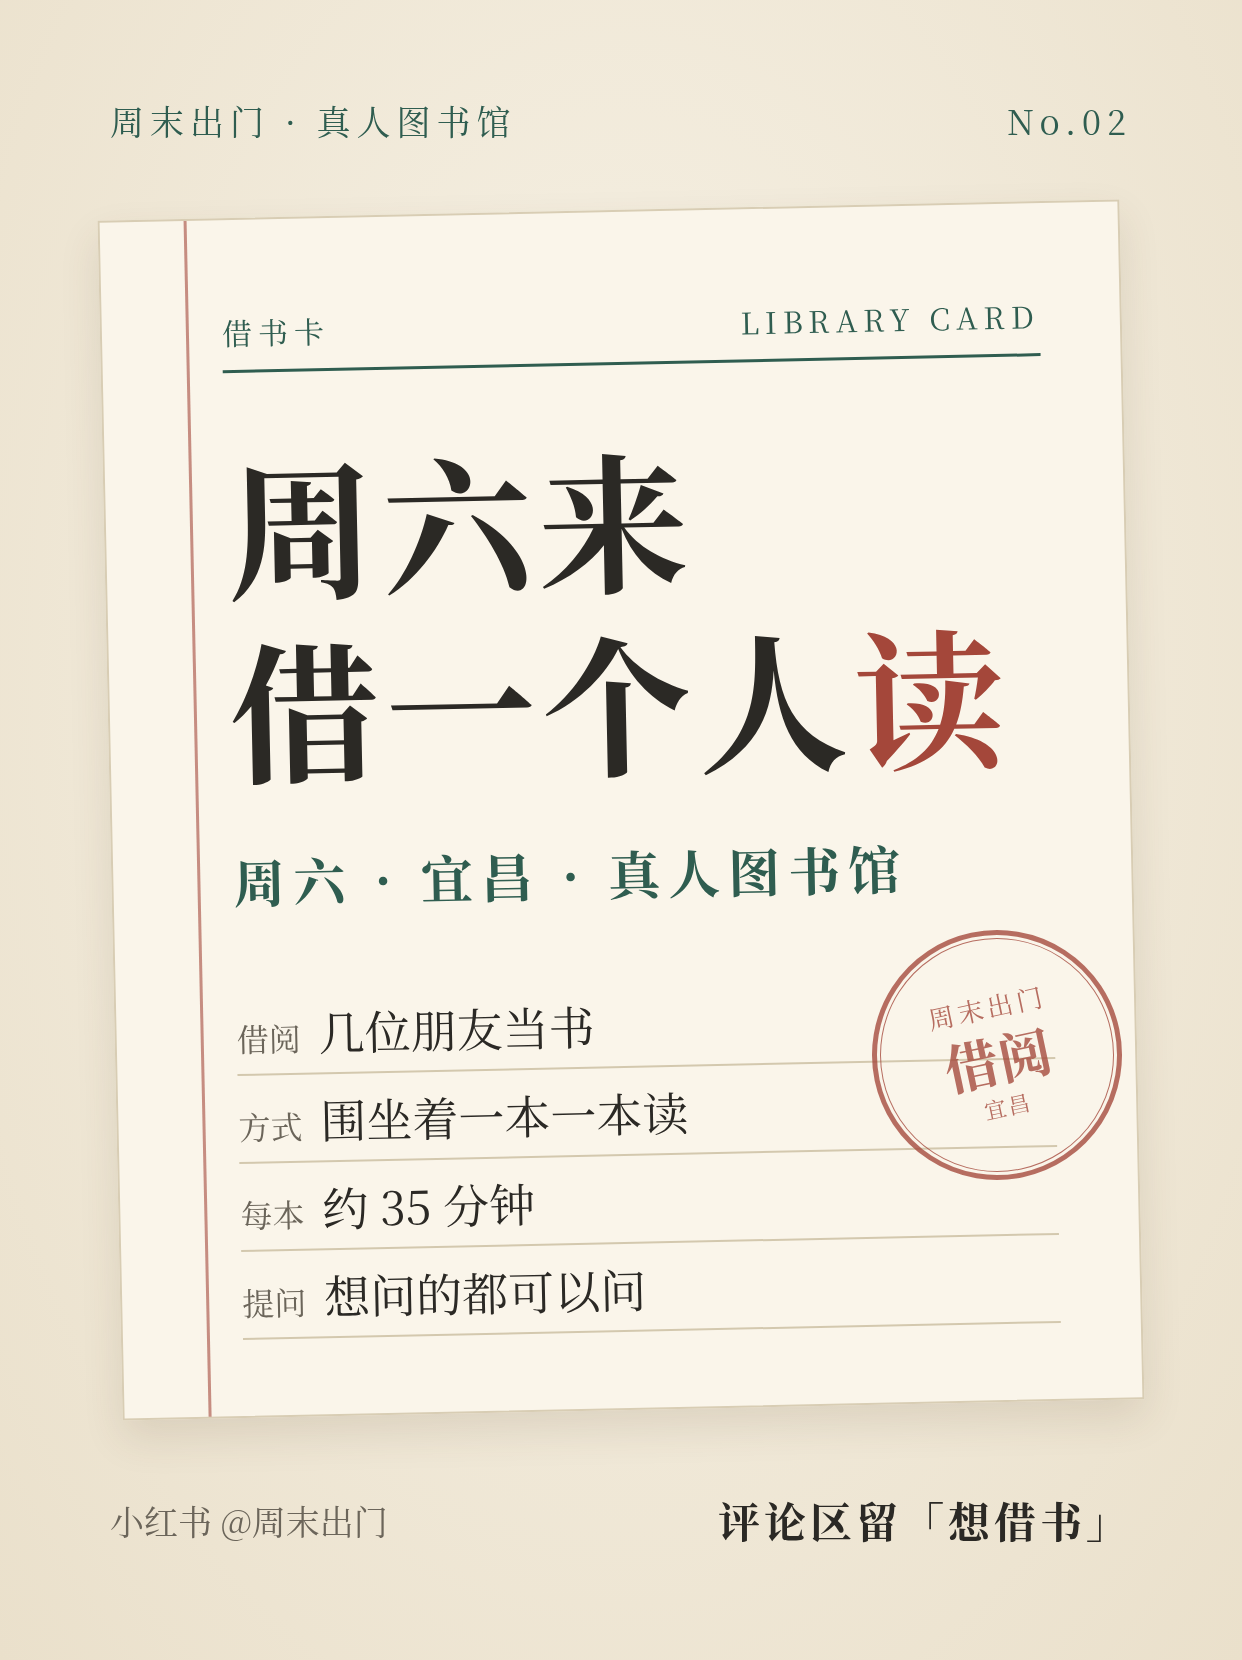 周末出门 · 真人图书馆
No.02
借书卡
LIBRARY CARD
周六来
借一个人读
周六 · 宜昌 · 真人图书馆
借阅 几位朋友当书
方式 围坐着一本一本读
每本 约 35 分钟
提问 想问的都可以问
周末出门
借阅
宜昌
小红书 @周末出门
评论区留「想借书」